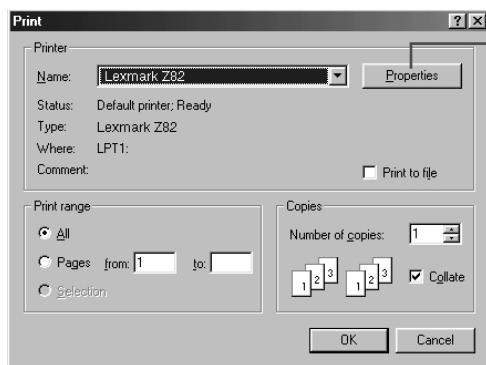 Print
Printer
Name: Lexmark Z82 Properties
Status: Default printer; Ready
Type: Lexmark Z82
Where: LPT1:
Comment: Print to file
Print range
All
Pages from: 1 to:
Selection
Copies
Number of copies: 1
1 2 3 1 2 3 Collate
OK Cancel